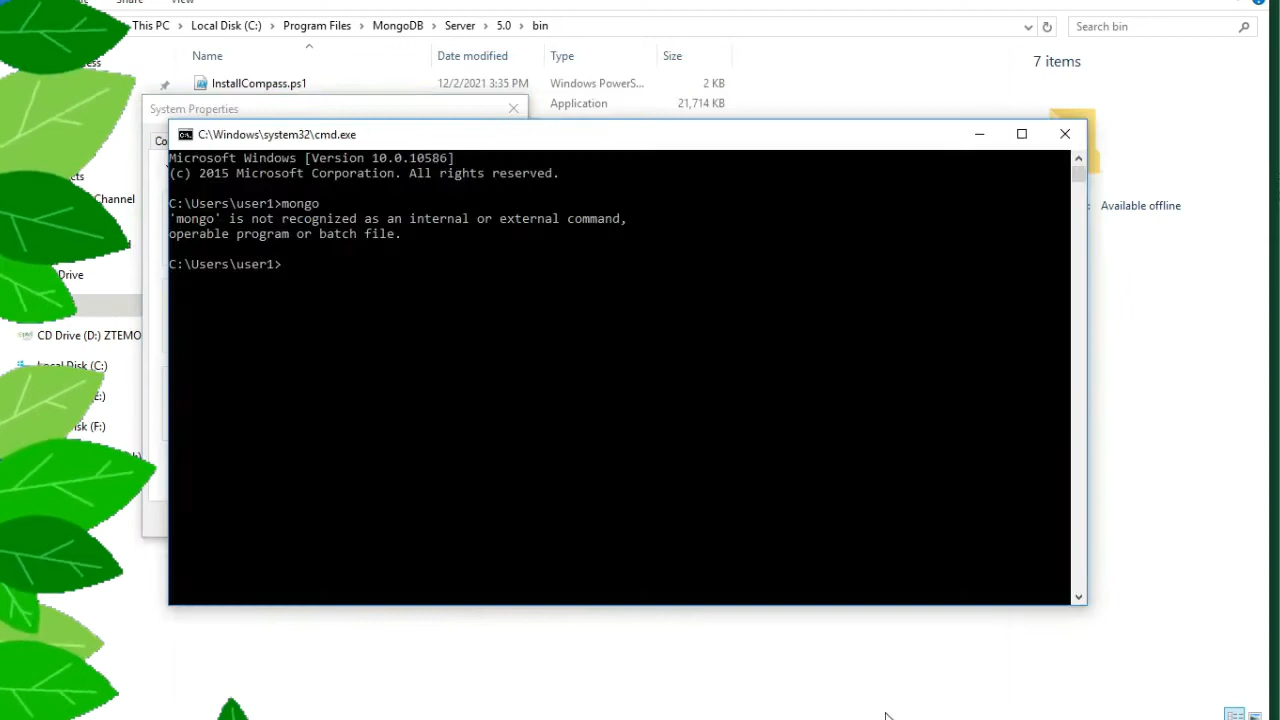 Share
View
This PC > Local Disk (C:) > Program Files > MongoDB > Server > 5.0 > bin
Search bin
Name
Date modified
Type
Size
7 items
InstallCompass.ps1
12/2/2021 3:35 PM
Windows PowerS...
2 KB
Application
21,714 KB
System Properties
C:\Windows\system32\cmd.exe
Microsoft Windows [Version 10.0.10586]
(c) 2015 Microsoft Corporation. All rights reserved.
C:\Users\user1>mongo
'mongo' is not recognized as an internal or external command,
operable program or batch file.
C:\Users\user1>
Available offline
Channel
Drive
CD Drive (D:) ZTEMO
Local Disk (C:)